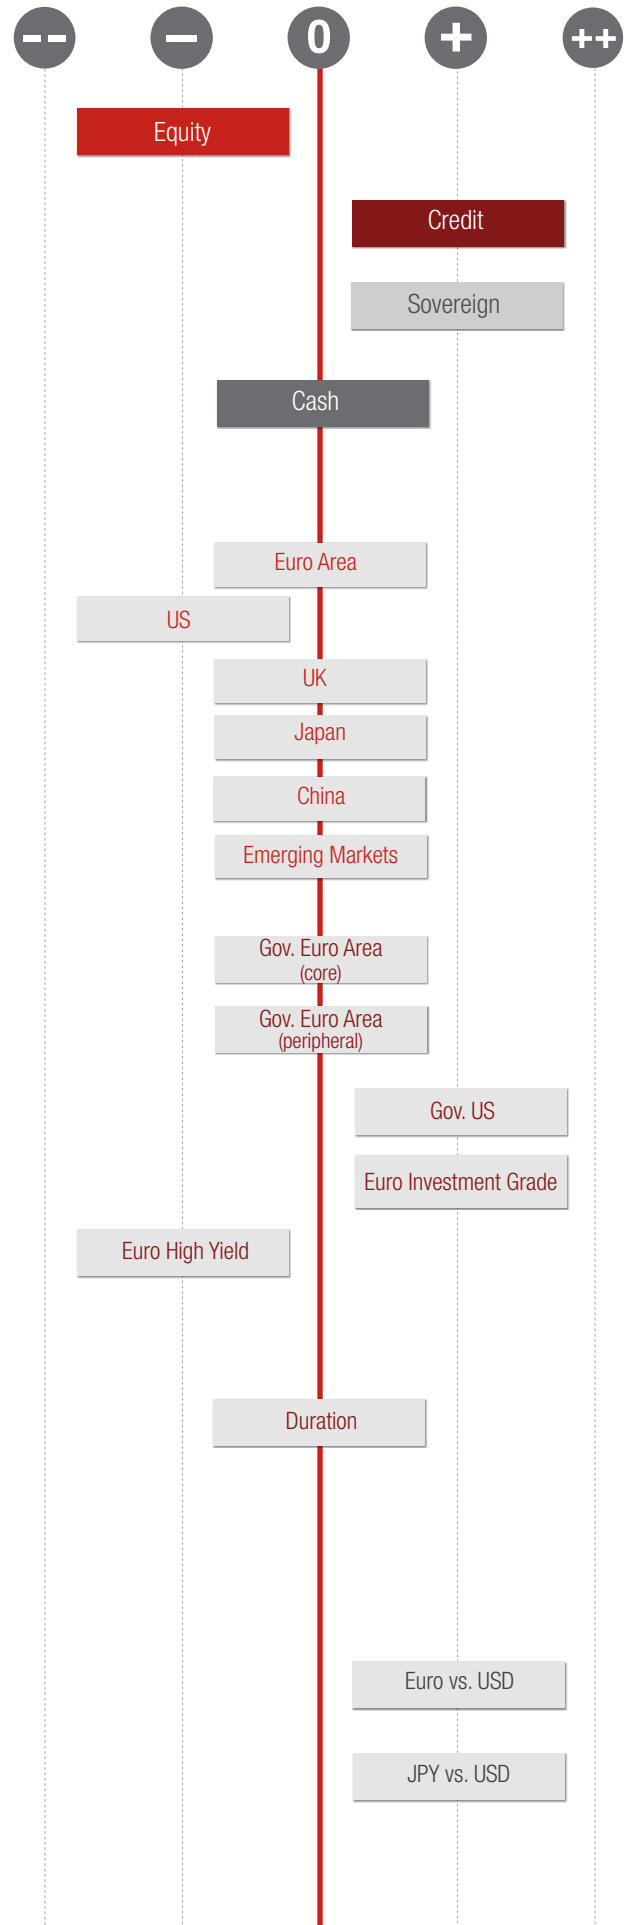 -- - 0 + ++
Equity
Credit
Sovereign
Cash
Euro Area
US
UK
Japan
China
Emerging Markets
Gov. Euro Area
(core)
Gov. Euro Area
(peripheral)
Gov. US
Euro Investment Grade
Euro High Yield
Duration
Euro vs. USD
JPY vs. USD